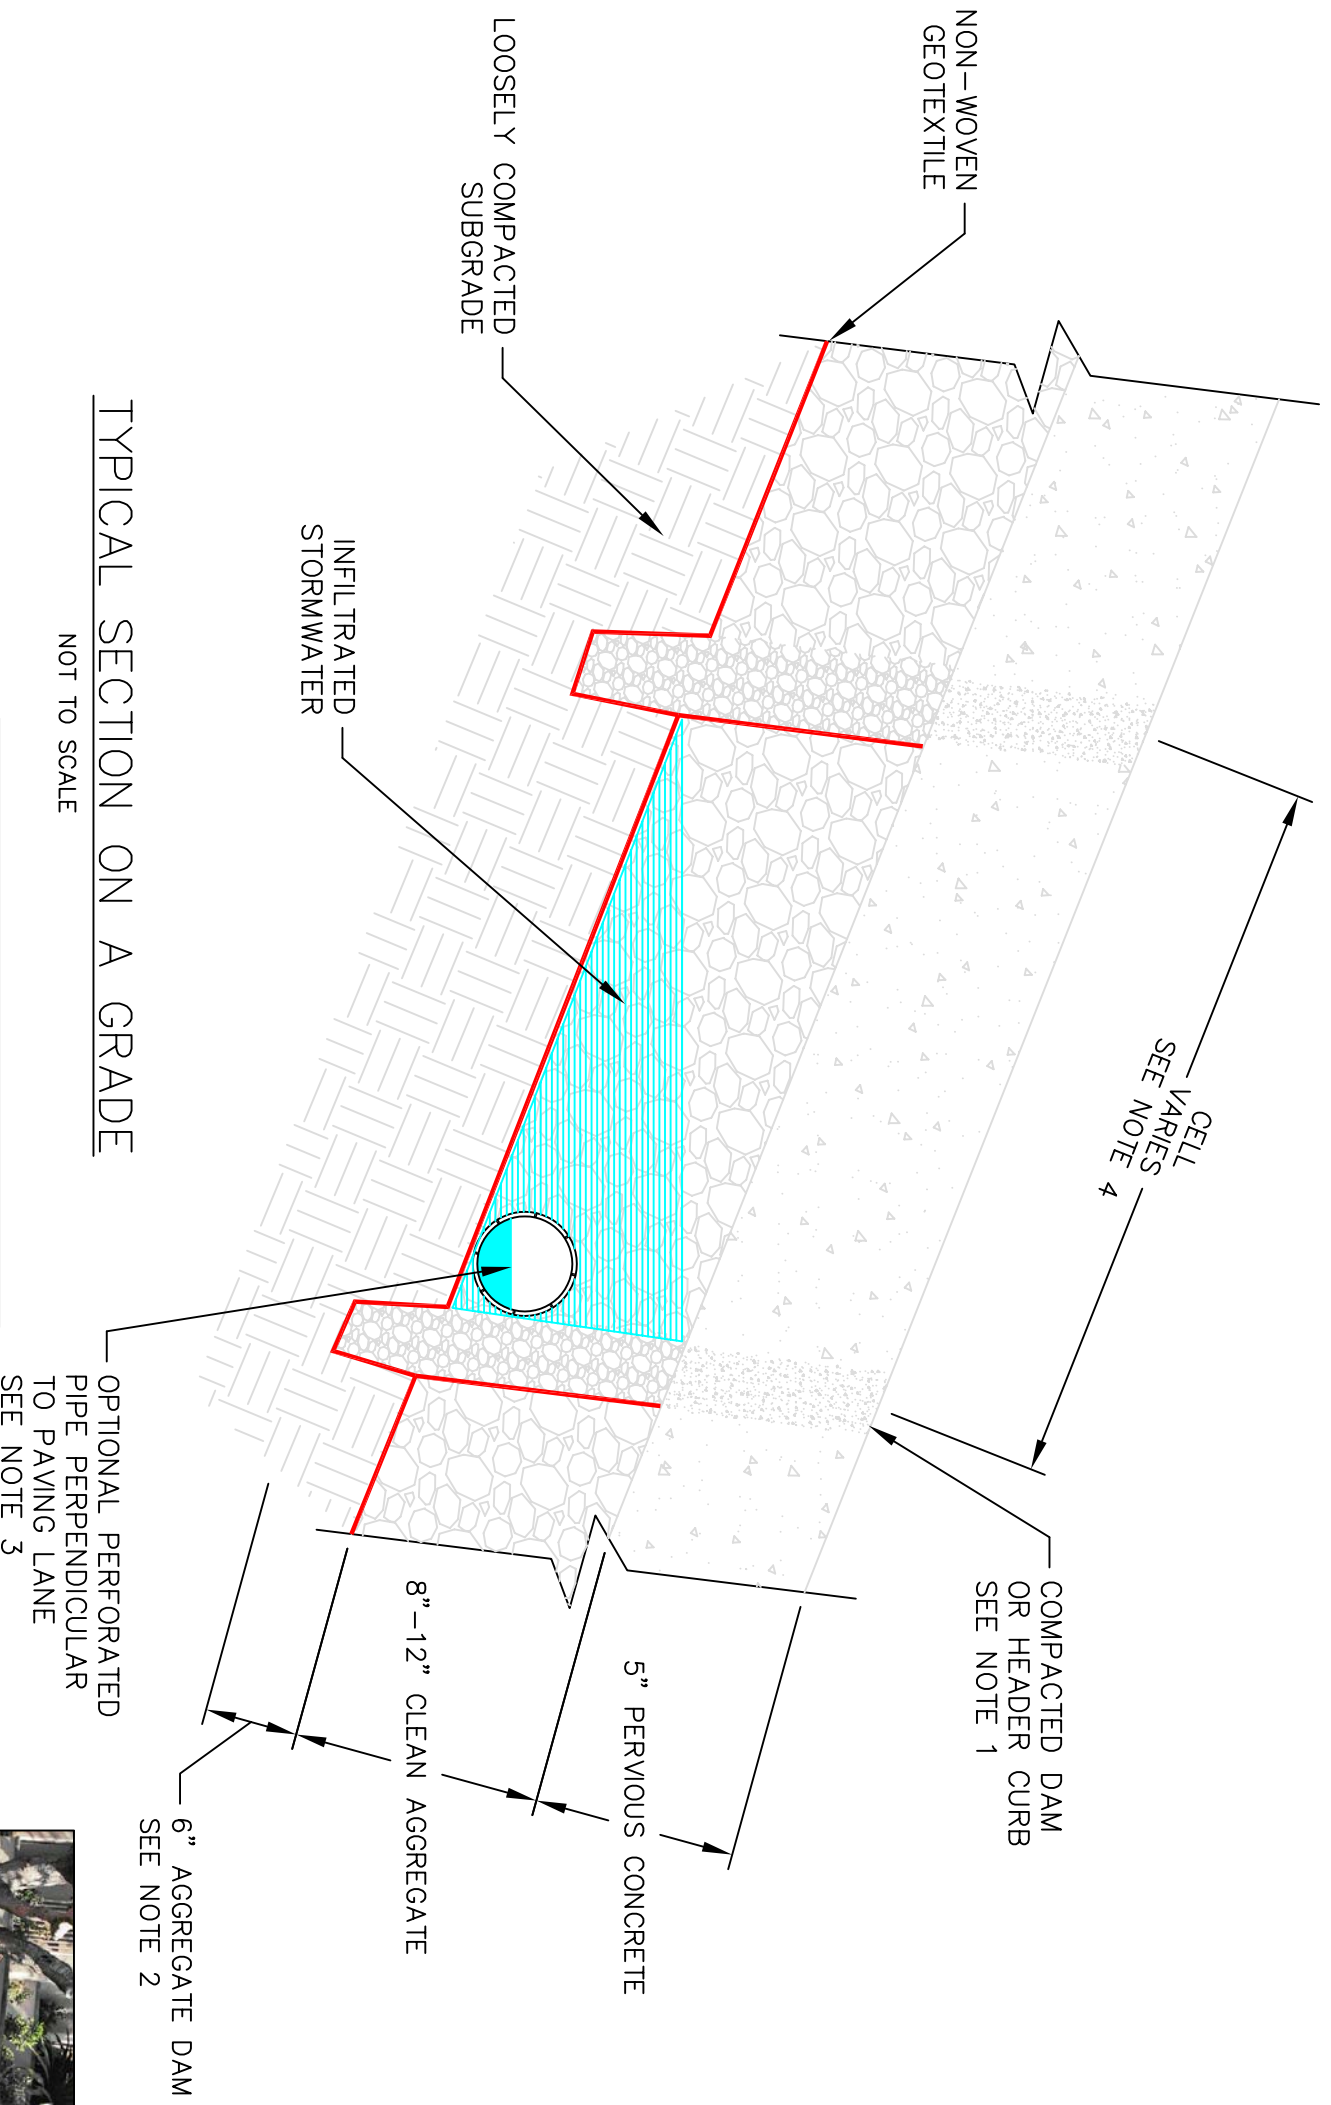 NON-WOVEN
GEOTEXTILE
LOOSELY COMPACTED
SUBGRADE
INFILTRATED
STORMWATER
CELL
VARIES
SEE NOTE 4
COMPACTED DAM
OR HEADER CURB
SEE NOTE 1
5" PERVIOUS CONCRETE
8"-12" CLEAN AGGREGATE
6" AGGREGATE DAM
SEE NOTE 2
OPTIONAL PERFORATED
PIPE PERPENDICULAR
TO PAVING LANE
SEE NOTE 3
TYPICAL SECTION ON A GRADE
NOT TO SCALE